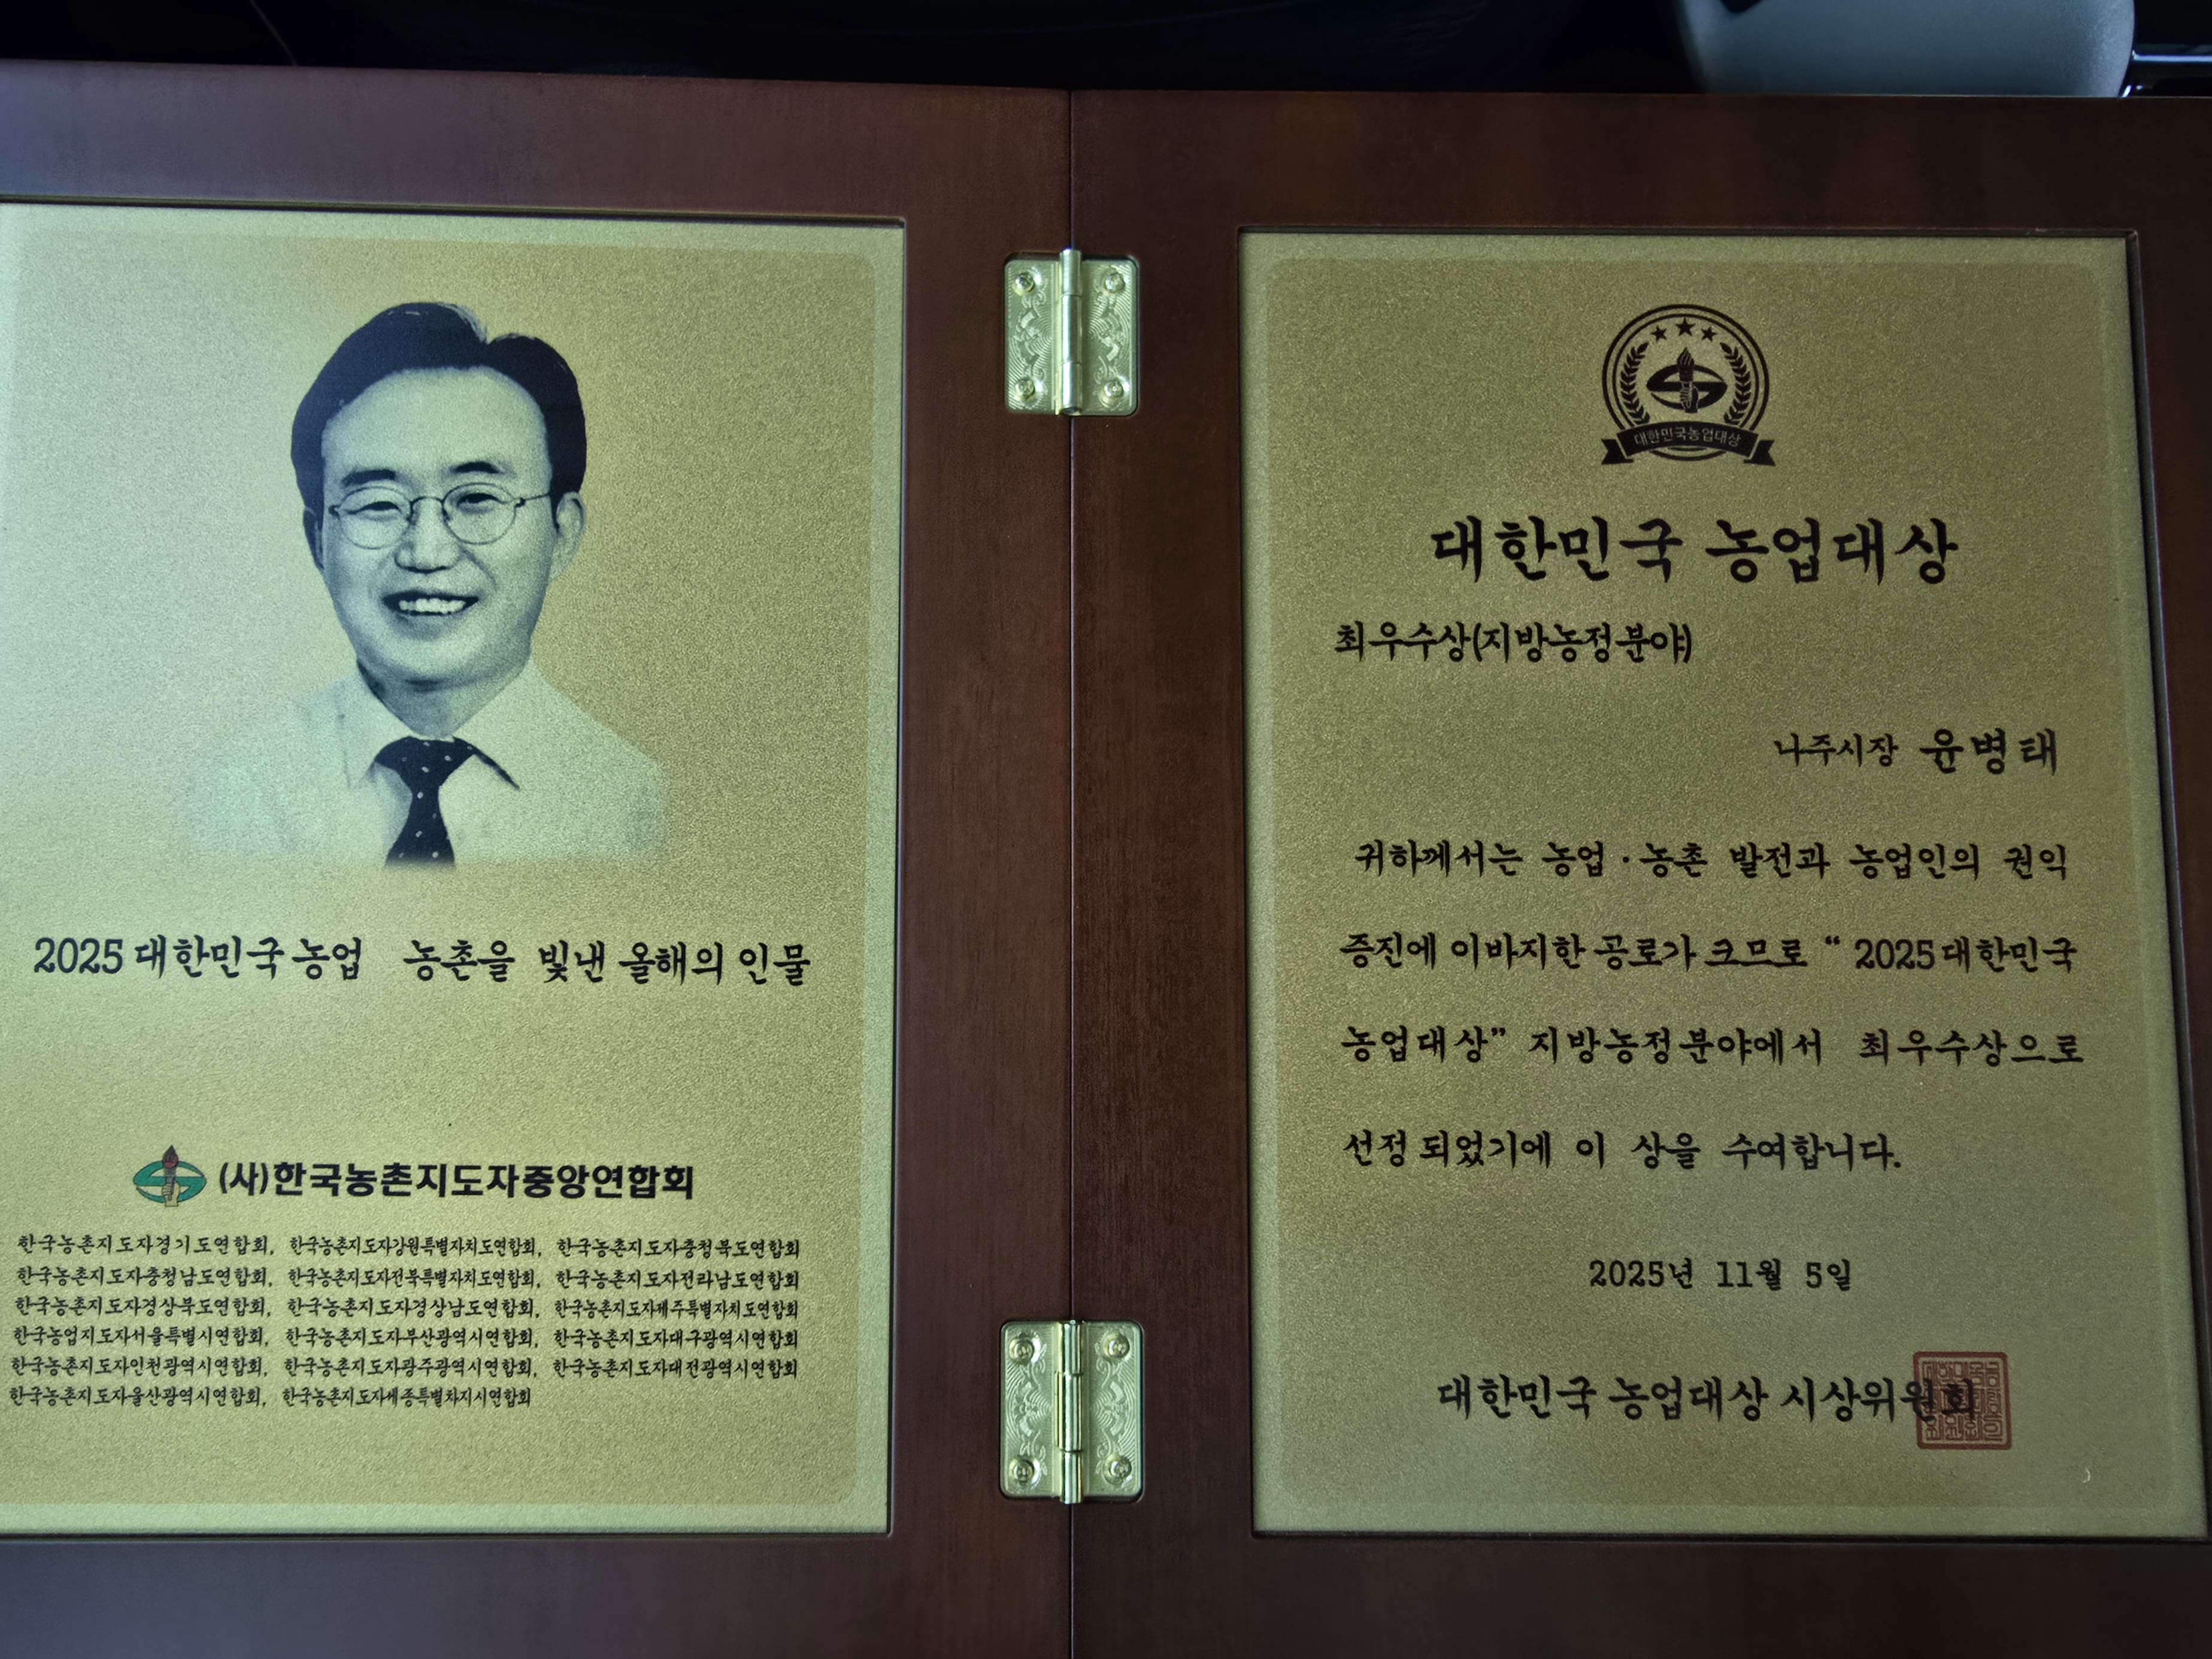 2025 대한민국 농업 농촌을 빛낸 올해의 인물
(사)한국농촌지도자중앙연합회
한국농촌지도자경기도연합회, 한국농촌지도자강원특별자치도연합회, 한국농촌지도자충청북도연합회
한국농촌지도자충청남도연합회, 한국농촌지도자전북특별자치도연합회, 한국농촌지도자전라남도연합회
한국농촌지도자경상북도연합회, 한국농촌지도자경상남도연합회, 한국농촌지도자제주특별자치도연합회
한국농업지도자서울특별시연합회, 한국농촌지도자부산광역시연합회, 한국농촌지도자대구광역시연합회
한국농촌지도자인천광역시연합회, 한국농촌지도자광주광역시연합회, 한국농촌지도자대전광역시연합회
한국농촌지도자울산광역시연합회, 한국농촌지도자세종특별차지시연합회
대한민국농업대상
대한민국 농업대상
최우수상(지방농정분야)
나주시장 윤병태
귀하께서는 농업·농촌 발전과 농업인의 권익
증진에 이바지한 공로가 크므로 “2025대한민국
농업대상” 지방농정분야에서 최우수상으로
선정 되었기에 이 상을 수여합니다.
2025년 11월 5일
대한민국 농업대상 시상위원회